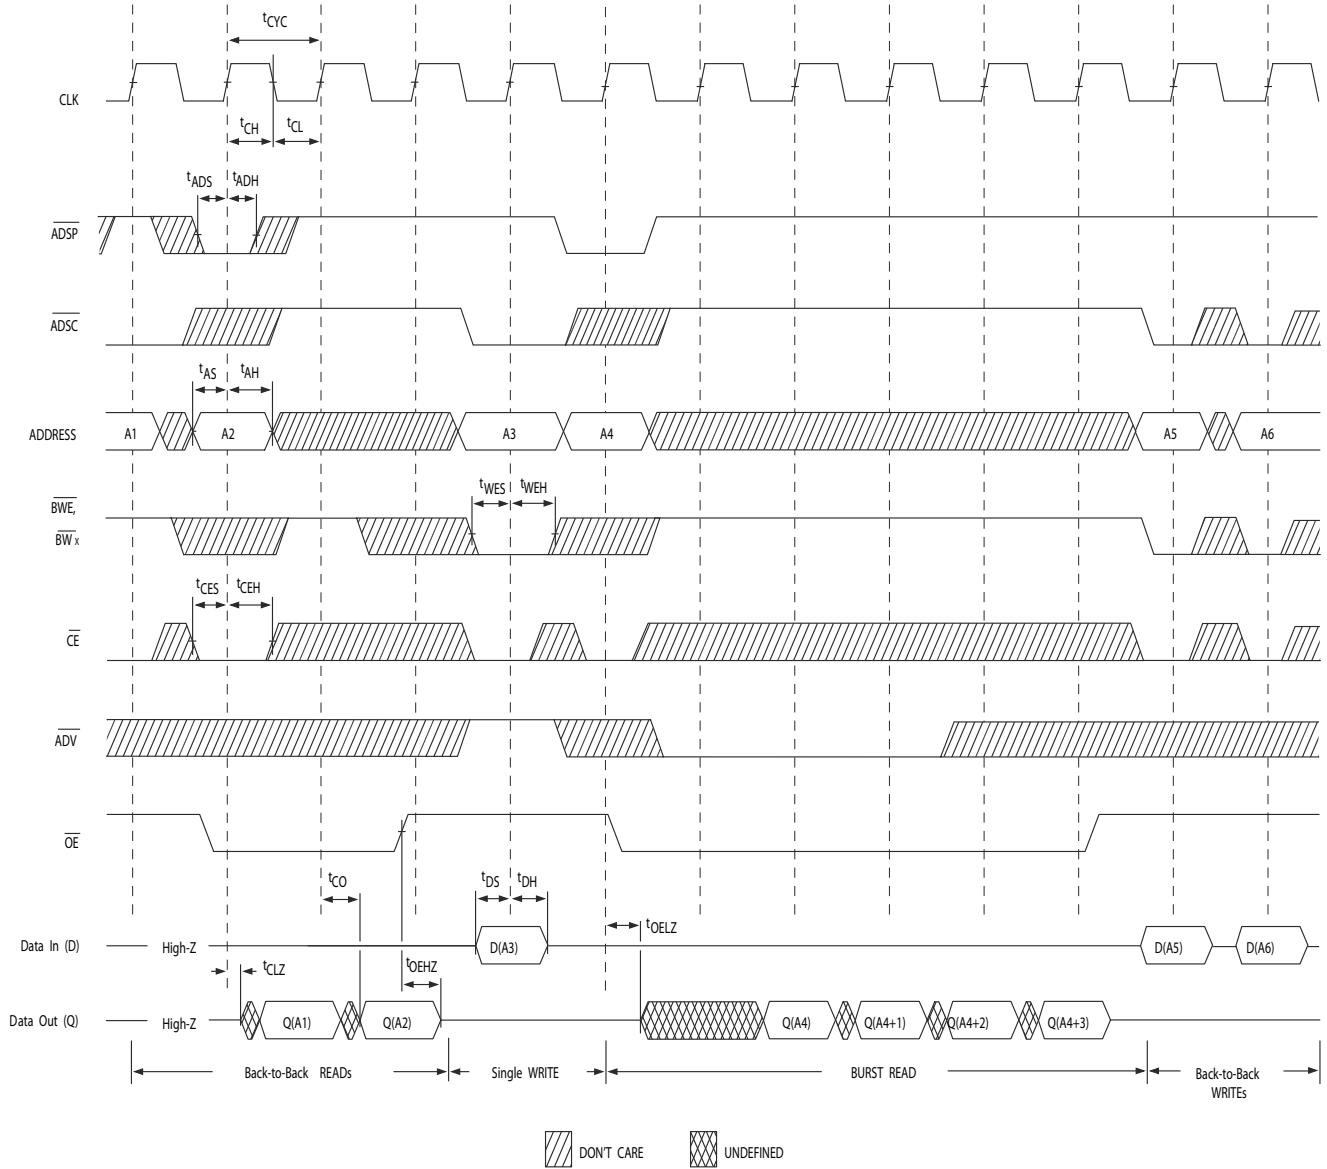 tCYC
CLK
tCH
tCL
tADS
tADH
ADSP
ADSC
tAS
tAH
ADDRESS
A1
A2
A3
A4
A5
A6
tWES
tWEH
BWE,
BW x
tCES
tCEH
CE
ADV
OE
tCO
tDS
tDH
tOELZ
Data In (D)
High-Z
D(A3)
D(A5)
D(A6)
tCLZ
tOEHZ
Data Out (Q)
High-Z
Q(A1)
Q(A2)
Q(A4)
Q(A4+1)
Q(A4+2)
Q(A4+3)
Back-to-Back READs
Single WRITE
BURST READ
Back-to-Back
WRITEs
DON'T CARE
UNDEFINED